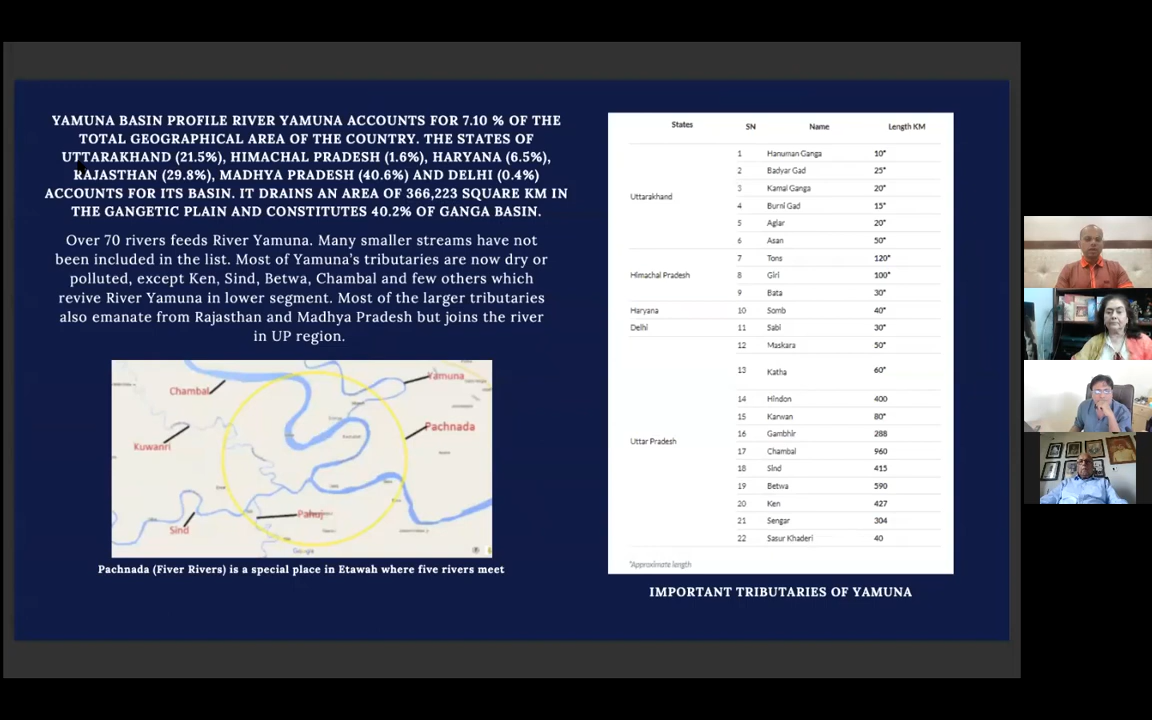 YAMUNA BASIN PROFILE RIVER YAMUNA ACCOUNTS FOR 7.10 % OF THE
TOTAL GEOGRAPHICAL AREA OF THE COUNTRY. THE STATES OF
UTTARAKHAND (21.5%), HIMACHAL PRADESH (1.6%), HARYANA (6.5%),
RAJASTHAN (29.8%), MADHYA PRADESH (40.6%) AND DELHI (0.4%)
ACCOUNTS FOR ITS BASIN. IT DRAINS AN AREA OF 366,223 SQUARE KM IN
THE GANGETIC PLAIN AND CONSTITUTES 40.2% OF GANGA BASIN.
Over 70 rivers feeds River Yamuna. Many smaller streams have not
been included in the list. Most of Yamuna's tributaries are now dry or
polluted, except Ken, Sind, Betwa, Chambal and few others which
revive River Yamuna in lower segment. Most of the larger tributaries
also emanate from Rajasthan and Madhya Pradesh but joins the river
in UP region.
Chambal
Yamuna
Pachnada
Kuwanri
Pahuj
Sind
Google
Pachnada (Fiver Rivers) is a special place in Etawah where five rivers meet
States SN Name Length KM
1 Hanuman Ganga 10*
2 Badyar Gad 25*
3 Kamal Ganga 20*
Uttarakhand
4 Burni Gad 15*
5 Aglar 20*
6 Asan 50*
7 Tons 120*
Himachal Pradesh 8 Giri 100*
9 Bata 30*
Haryana 10 Somb 40*
Delhi 11 Sabi 30*
12 Maskara 50*
13 Katha 60*
14 Hindon 400
15 Karwan 80*
16 Gambhir 288
Uttar Pradesh
17 Chambal 960
18 Sind 415
19 Betwa 590
20 Ken 427
21 Sengar 304
22 Sasur Khaderi 40
*Approximate length
IMPORTANT TRIBUTARIES OF YAMUNA